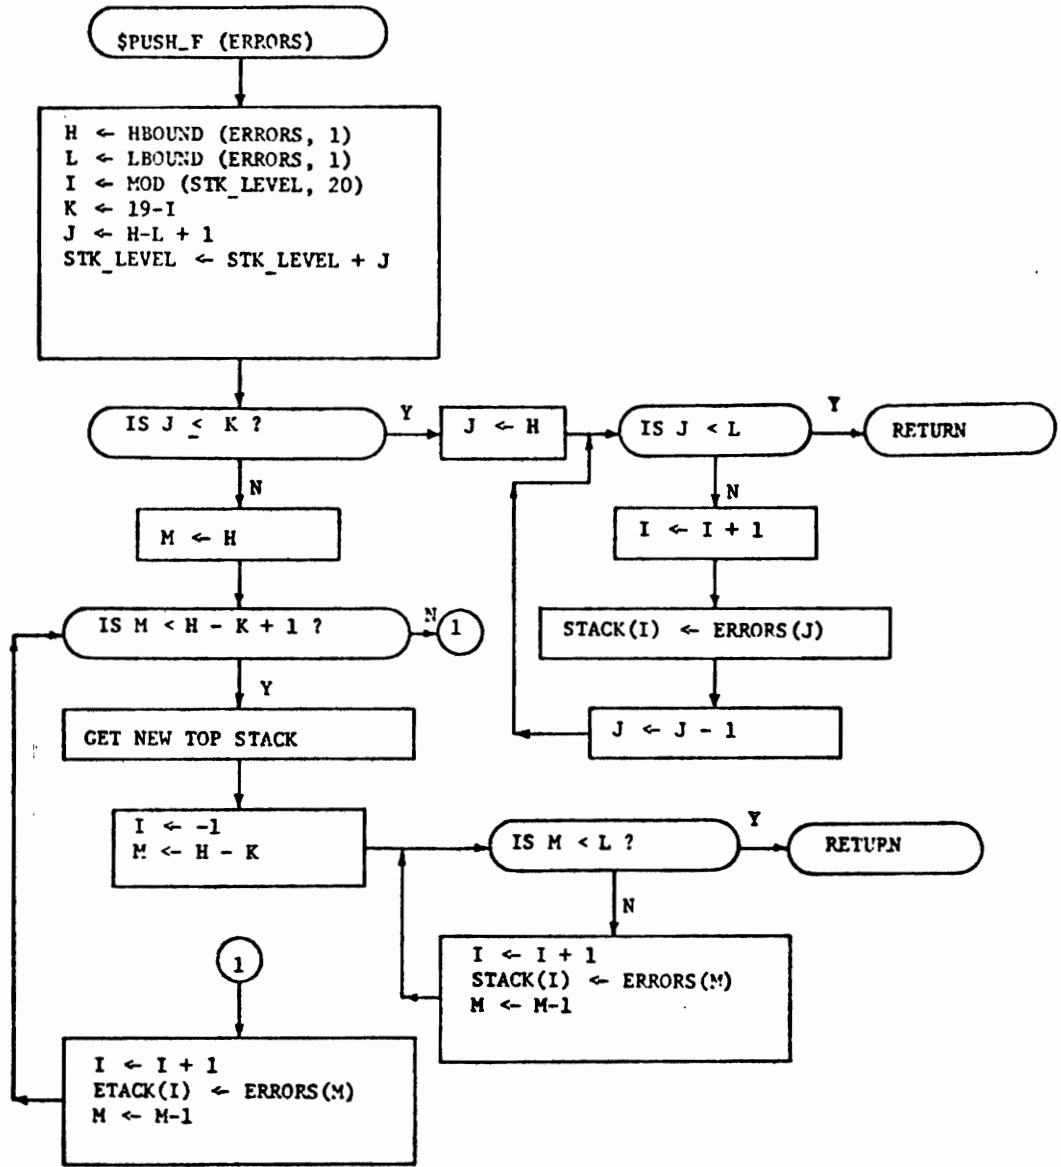 $PUSH_F (ERRORS)
H ← HBOUND (ERRORS, 1)
L ← LBOUND (ERRORS, 1)
I ← MOD (STK_LEVEL, 20)
K ← 19-I
J ← H-L + 1
STK_LEVEL ← STK_LEVEL + J
IS J ≤ K ?
Y
J ← H
IS J < L
Y
RETURN
N
N
M ← H
I ← I + 1
IS M < H - K + 1 ?
N
1
STACK(I) ← ERRORS(J)
Y
GET NEW TOP STACK
J ← J - 1
I ← -1
M ← H - K
IS M < L ?
Y
RETURN
N
1
I ← I + 1
STACK(I) ← ERRORS(M)
M ← M-1
I ← I + 1
ETACK(I) ← ERRORS(M)
M ← M-1